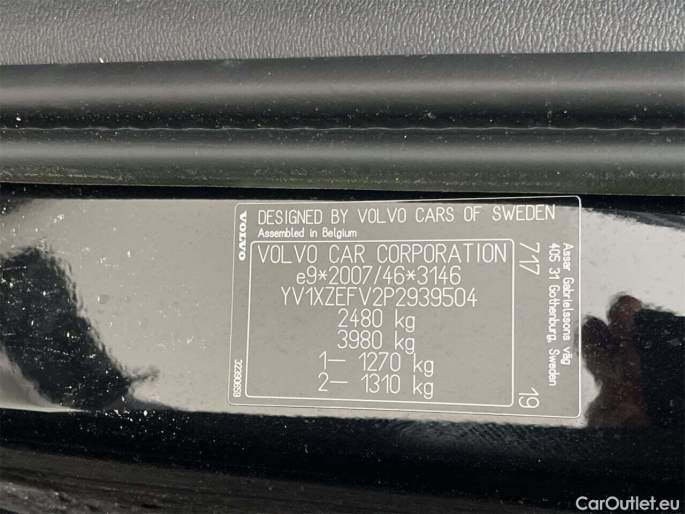 VOLVO
DESIGNED BY VOLVO CARS OF SWEDEN
Assembled in Belgium
VOLVO CAR CORPORATION
e9*2007/46*3146
YV1XZEFV2P2939504
2480 kg
3980 kg
1– 1270 kg
2– 1310 kg
717
19
Assar Gabrielssons väg
405 31 Gothenburg, Sweden
32290659
CarOutlet.eu